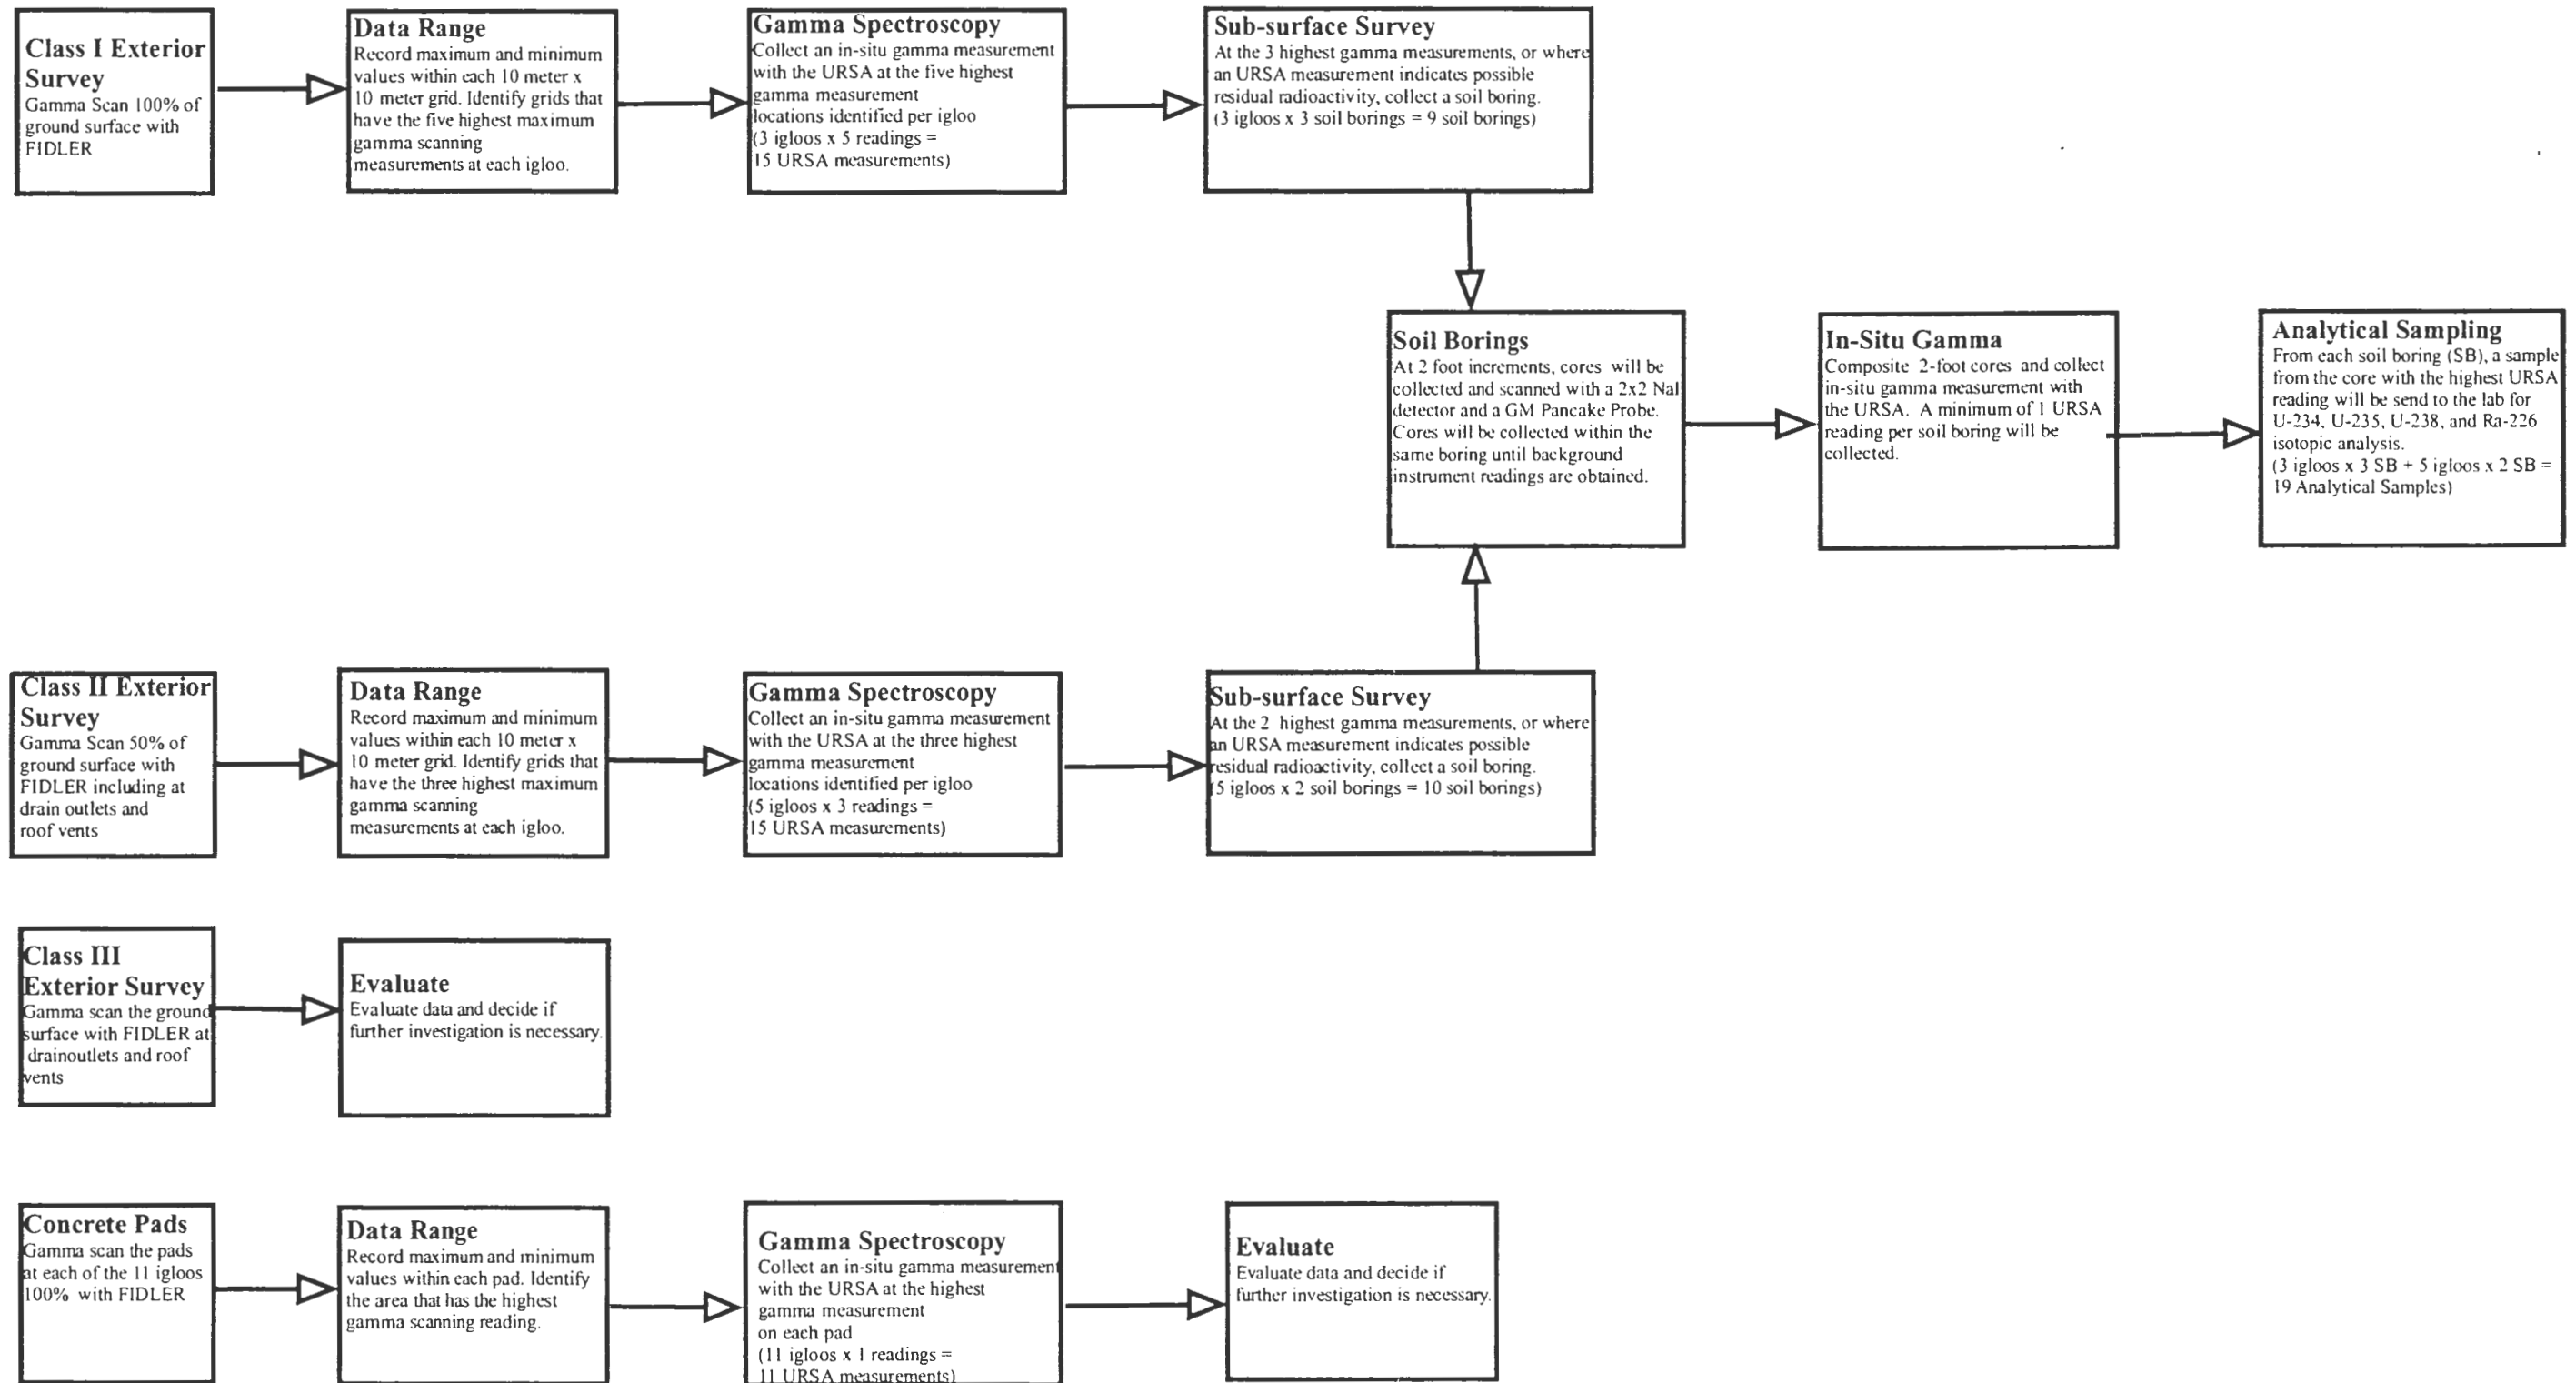 Class I Exterior
Survey
Gamma Scan 100% of
ground surface with
FIDLER
Data Range
Record maximum and minimum
values within each 10 meter x
10 meter grid. Identify grids that
have the five highest maximum
gamma scanning
measurements at each igloo.
Gamma Spectroscopy
Collect an in-situ gamma measurement
with the URSA at the five highest
gamma measurement
locations identified per igloo
(3 igloos x 5 readings =
15 URSA measurements)
Sub-surface Survey
At the 3 highest gamma measurements, or where
an URSA measurement indicates possible
residual radioactivity, collect a soil boring.
(3 igloos x 3 soil borings = 9 soil borings)
Soil Borings
At 2 foot increments, cores will be
collected and scanned with a 2x2 NaI
detector and a GM Pancake Probe.
Cores will be collected within the
same boring until background
instrument readings are obtained.
In-Situ Gamma
Composite 2-foot cores and collect
in-situ gamma measurement with
the URSA. A minimum of 1 URSA
reading per soil boring will be
collected.
Analytical Sampling
From each soil boring (SB), a sample
from the core with the highest URSA
reading will be send to the lab for
U-234, U-235, U-238, and Ra-226
isotopic analysis.
(3 igloos x 3 SB + 5 igloos x 2 SB =
19 Analytical Samples)
Class II Exterior
Survey
Gamma Scan 50% of
ground surface with
FIDLER including at
drain outlets and
roof vents
Data Range
Record maximum and minimum
values within each 10 meter x
10 meter grid. Identify grids that
have the three highest maximum
gamma scanning
measurements at each igloo.
Gamma Spectroscopy
Collect an in-situ gamma measurement
with the URSA at the three highest
gamma measurement
locations identified per igloo
(5 igloos x 3 readings =
15 URSA measurements)
Sub-surface Survey
At the 2 highest gamma measurements, or where
an URSA measurement indicates possible
residual radioactivity, collect a soil boring.
(5 igloos x 2 soil borings = 10 soil borings)
Class III
Exterior Survey
Gamma scan the ground
surface with FIDLER at
drainoutlets and roof
vents
Evaluate
Evaluate data and decide if
further investigation is necessary.
Concrete Pads
Gamma scan the pads
at each of the 11 igloos
100% with FIDLER
Data Range
Record maximum and minimum
values within each pad. Identify
the area that has the highest
gamma scanning reading.
Gamma Spectroscopy
Collect an in-situ gamma measurement
with the URSA at the highest
gamma measurement
on each pad
(11 igloos x 1 readings =
11 URSA measurements)
Evaluate
Evaluate data and decide if
further investigation is necessary.